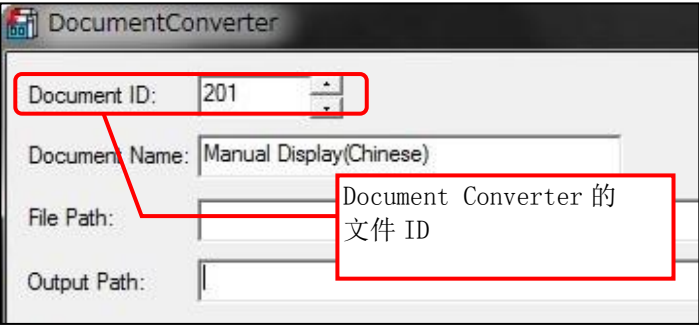 DocumentConverter
Document ID: 201
Document Name: Manual Display(Chinese)
Document Converter 的
文件 ID
File Path:
Output Path: